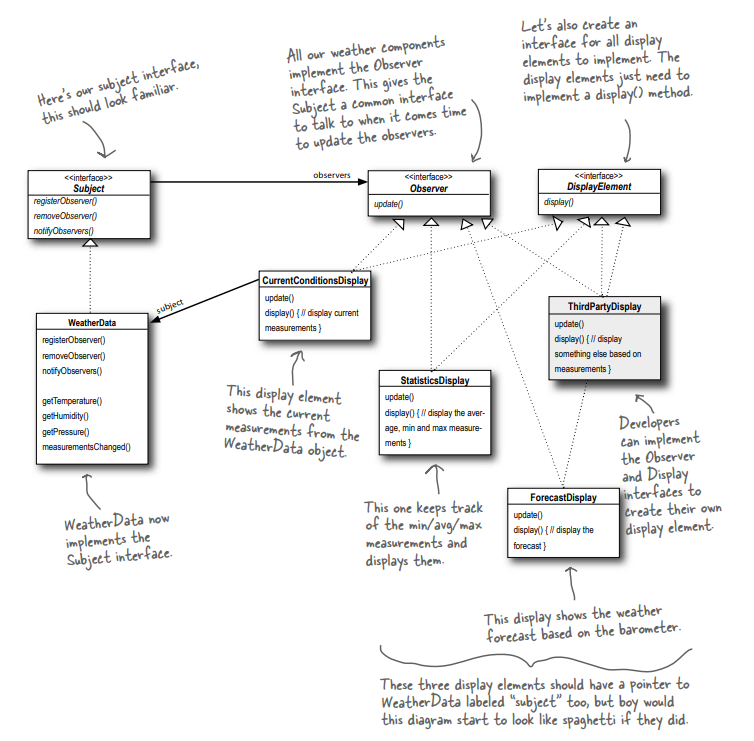 Here's our subject interface,
this should look familiar.
All our weather components
implement the Observer
interface. This gives the
Subject a common interface
to talk to when it comes time
to update the observers.
Let's also create an
interface for all display
elements to implement. The
display elements just need to
implement a display() method.
<<interface>>
Subject
registerObserver()
removeObserver()
notifyObservers()
observers
<<interface>>
Observer
update()
<<interface>>
DisplayElement
display()
subject
WeatherData
registerObserver()
removeObserver()
notifyObservers()
getTemperature()
getHumidity()
getPressure()
measurementsChanged()
CurrentConditionsDisplay
update()
display() { // display current
measurements }
StatisticsDisplay
update()
display() { // display the aver-
age, min and max measure-
ments }
ThirdPartyDisplay
update()
display() { // display
something else based on
measurements }
ForecastDisplay
update()
display() { // display the
forecast }
This display element
shows the current
measurements from the
WeatherData object.
WeatherData now
implements the
Subject interface.
This one keeps track
of the min/avg/max
measurements and
displays them.
Developers
can implement
the Observer
and Display
interfaces to
create their own
display element.
This display shows the weather
forecast based on the barometer.
These three display elements should have a pointer to
WeatherData labeled "subject" too, but boy would
this diagram start to look like spaghetti if they did.